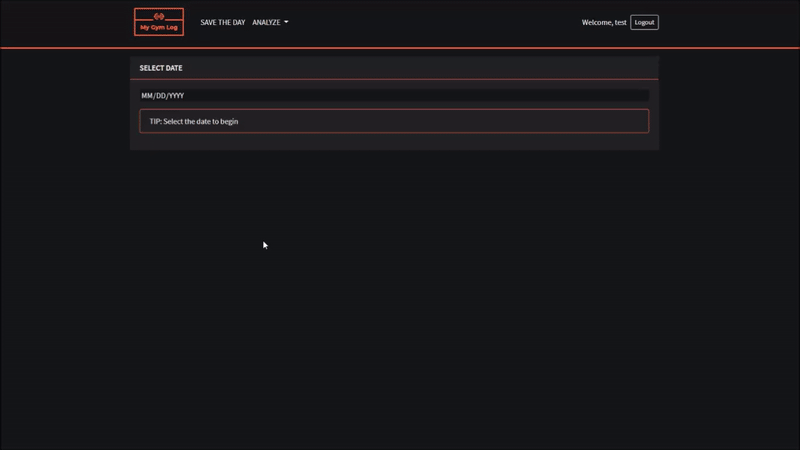 My Gym Log
SAVE THE DAY ANALYZE
Welcome, test Logout
SELECT DATE
MM/DD/YYYY
TIP: Select the date to begin